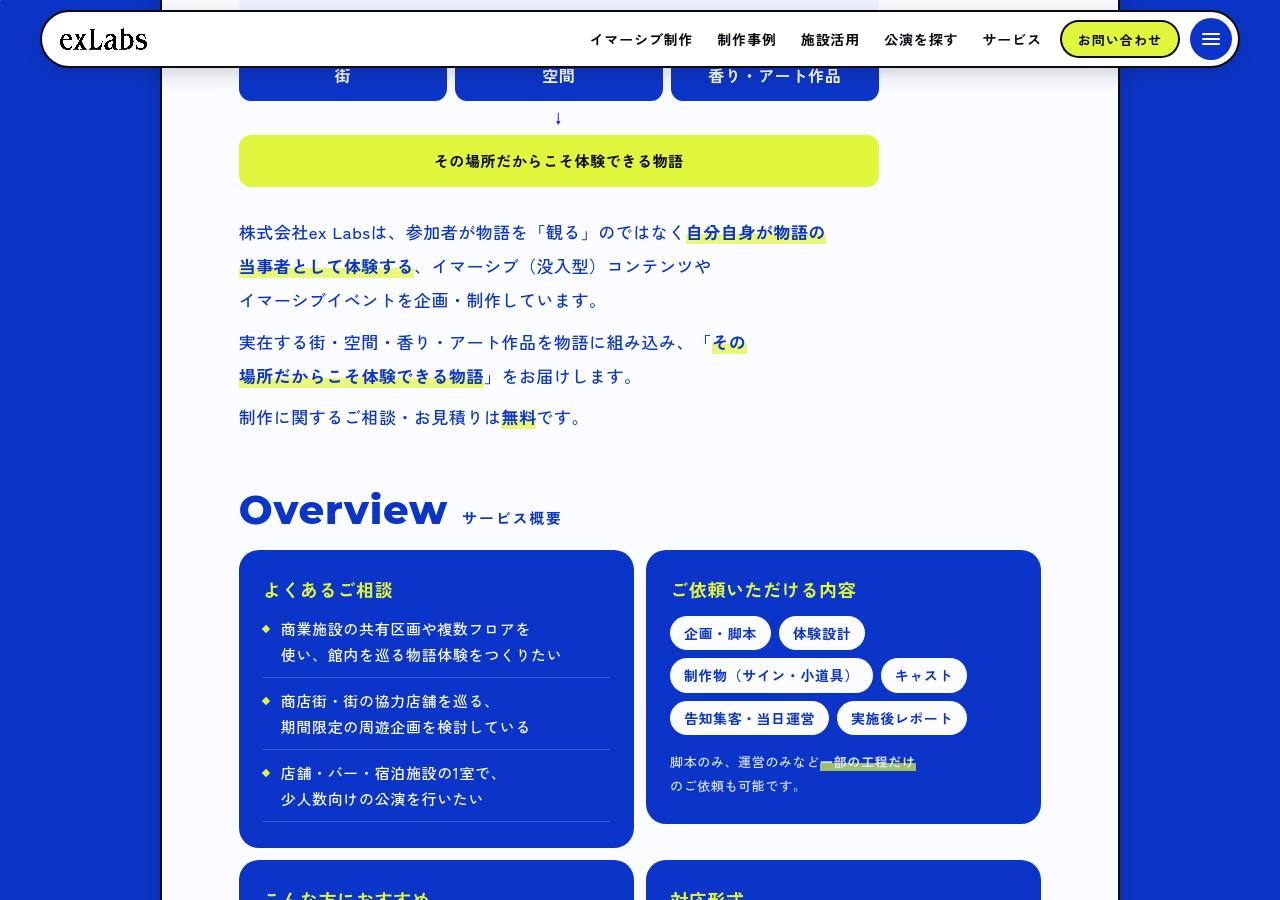 exLabs
イマーシブ制作
制作事例
施設活用
公演を探す
サービス
お問い合わせ
街
空間
香り・アート作品
↓
その場所だからこそ体験できる物語
株式会社ex Labsは、参加者が物語を「観る」のではなく自分自身が物語の
当事者として体験する、イマーシブ（没入型）コンテンツや
イマーシブイベントを企画・制作しています。
実在する街・空間・香り・アート作品を物語に組み込み、「その
場所だからこそ体験できる物語」をお届けします。
制作に関するご相談・お見積りは無料です。
Overview サービス概要
よくあるご相談
商業施設の共有区画や複数フロアを
使い、館内を巡る物語体験をつくりたい
商店街・街の協力店舗を巡る、
期間限定の周遊企画を検討している
店舗・バー・宿泊施設の1室で、
少人数向けの公演を行いたい
ご依頼いただける内容
企画・脚本
体験設計
制作物（サイン・小道具）
キャスト
告知集客・当日運営
実施後レポート
脚本のみ、運営のみなど一部の工程だけ
のご依頼も可能です。
こんな方におすすめ
対応形式